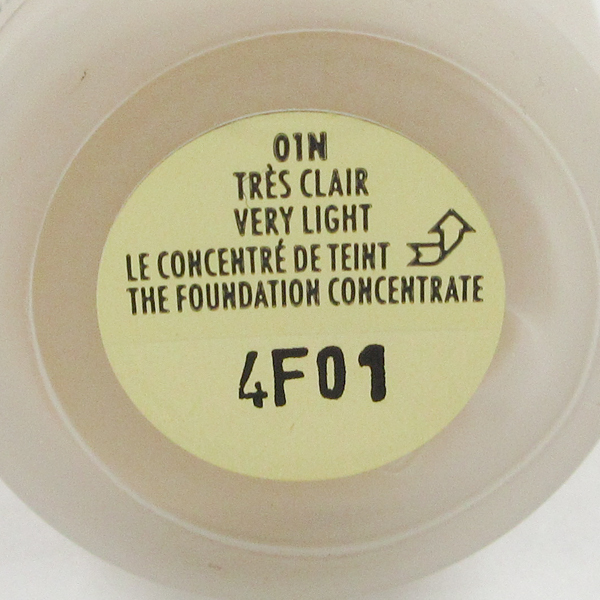 01N
TRÈS CLAIR
VERY LIGHT
LE CONCENTRÉ DE TEINT
THE FOUNDATION CONCENTRATE
4F01